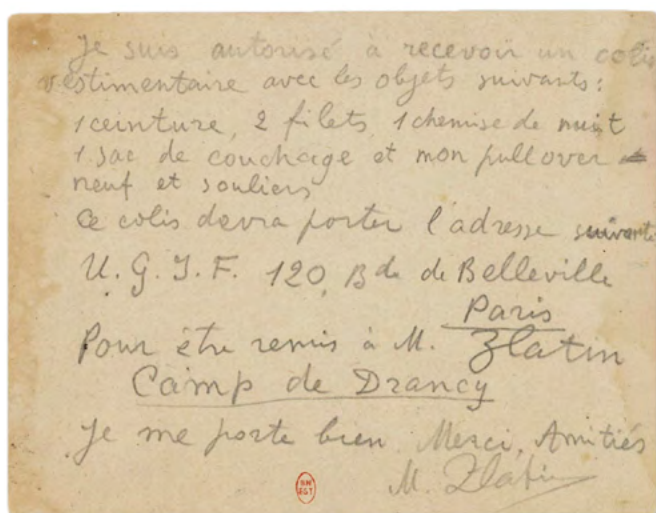 Je suis autorisé à recevoir un colis
vestimentaire avec les objets suivants:
1 ceinture, 2 filets, 1 chemise de nuit
1 sac de couchage et mon pullover
neuf et souliers
Ce colis devra porter l'adresse suivante
U.G.I.F. 120, Bde de Belleville
Paris
Pour être remis à M. Zlatin
Camp de Drancy
Je me porte bien. Merci, Amitiés
M. Zlatin